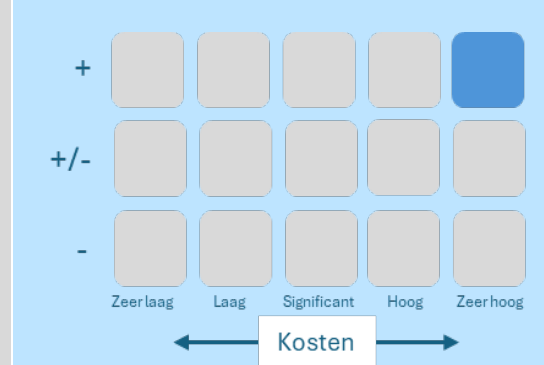 +
+/-
-
Zeer laag Laag Significant Hoog Zeer hoog
Kosten